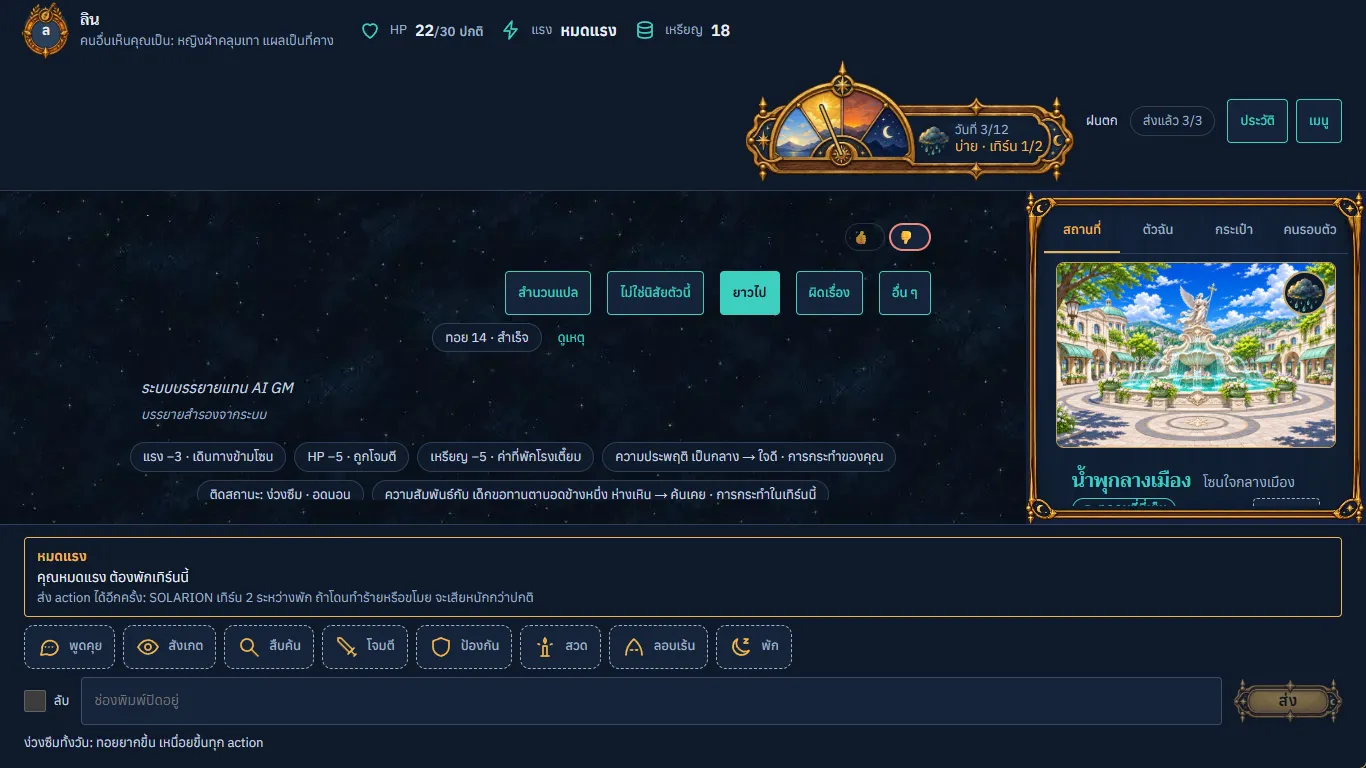 ล
ลิน
คนอื่นเห็นคุณเป็น: หญิงผ้าคลุมเทา แผลเป็นที่คาง
HP 22/30 ปกติ แรง หมดแรง เหรียญ 18
วันที่ 3/12
บ่าย · เทิร์น 1/2
ฝนตก ส่งแล้ว 3/3 ประวัติ เมนู
สถานที่ ตัวฉัน กระเป๋า คนรอบตัว
สำนวนแปล ไม่ใช่นิสัยตัวนี้ ยาวไป ผิดเรื่อง อื่น ๆ
ทอย 14 · สำเร็จ ดูเหตุ
ระบบบรรยายแทน AI GM
บรรยายสำรองจากระบบ
แรง −3 · เดินทางข้ามโซน HP −5 · ถูกโจมตี เหรียญ −5 · ค่าที่พักโรงเตี้ยม ความประพฤติ เป็นกลาง → ใจดี · การกระทำของคุณ
ติดสถานะ: ง่วงซึม · อดนอน ความสัมพันธ์กับ เด็กขอทานตาบอดข้างหนึ่ง ห่างเหิน → คุ้นเคย · การกระทำในเทิร์นนี้
น้ำพุกลางเมือง โซนใจกลางเมือง
หมดแรง
คุณหมดแรง ต้องพักเทิร์นนี้
ส่ง action ได้อีกครั้ง: SOLARION เทิร์น 2 ระหว่างพัก ถ้าโดนทำร้ายหรือขโมย จะเสียหนักกว่าปกติ
พูดคุย สังเกต สืบค้น โจมตี ป้องกัน สวด ลอบเร้น พัก
ลับ ช่องพิมพ์ปิดอยู่ ส่ง
ง่วงซึมทั้งวัน: ทอยยากขึ้น เหนื่อยขึ้นทุก action